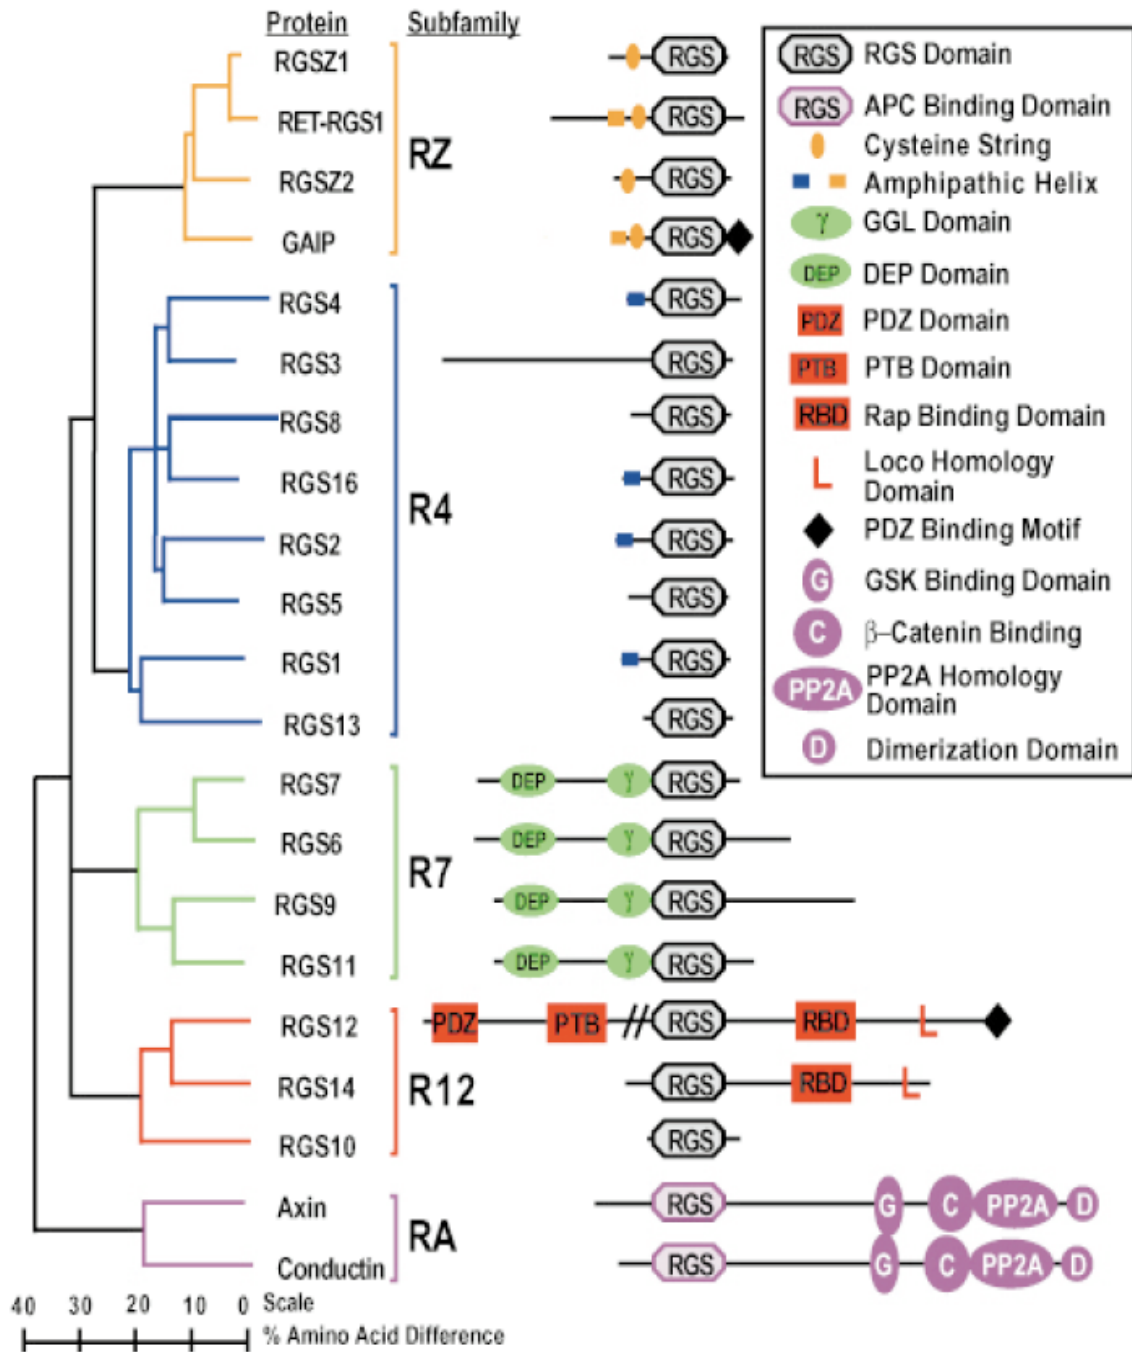 Protein Subfamily
RGSZ1 RGS
RET-RGS1 RGS
RZ
RGSZ2 RGS
GAIP RGS
RGS4 RGS
RGS3 RGS
RGS8 RGS
RGS16 RGS
R4
RGS2 RGS
RGS5 RGS
RGS1 RGS
RGS13 RGS
RGS7 DEP γ RGS
RGS6 DEP γ RGS
R7
RGS9 DEP γ RGS
RGS11 DEP γ RGS
RGS12 PDZ PTB // RGS RBD L
RGS14 RGS RBD L
R12
RGS10 RGS
Axin RGS G C PP2A D
RA
Conductin RGS G C PP2A D
40 30 20 10 0 Scale
% Amino Acid Difference
RGS RGS Domain
RGS APC Binding Domain
Cysteine String
Amphipathic Helix
γ GGL Domain
DEP DEP Domain
PDZ PDZ Domain
PTB PTB Domain
RBD Rap Binding Domain
L Loco Homology
Domain
PDZ Binding Motif
G GSK Binding Domain
C β–Catenin Binding
PP2A PP2A Homology
Domain
D Dimerization Domain